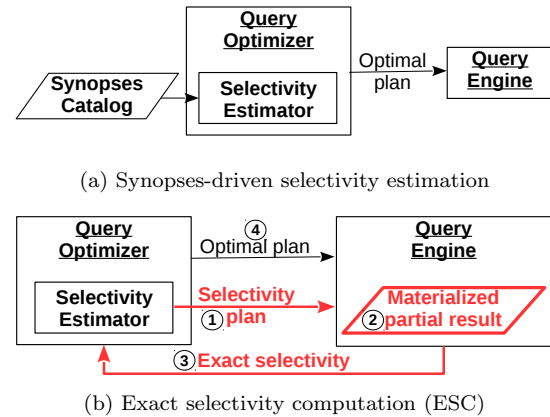 Query
Optimizer
Selectivity
Estimator
Synopses
Catalog
Optimal
plan
Query
Engine
(a) Synopses-driven selectivity estimation
Query
Optimizer
Selectivity
Estimator
4
Optimal plan
Selectivity
1 plan
Query
Engine
Materialized
2 partial result
3 Exact selectivity
(b) Exact selectivity computation (ESC)